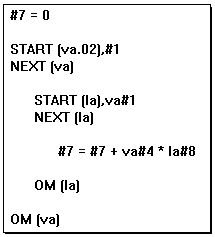 #7 = 0
START (va.02),#1
NEXT (va)
START (la),va#1
NEXT (la)
#7 = #7 + va#4 * la#8
OM (la)
OM (va)